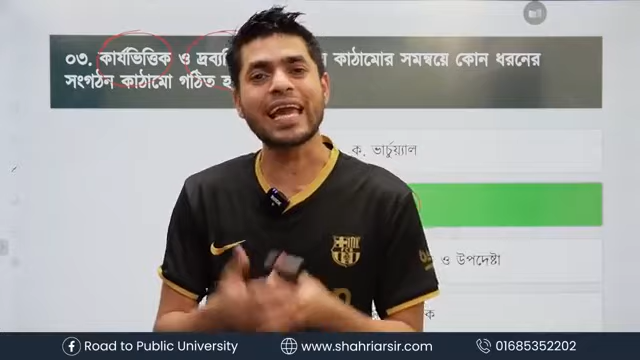 ০৩. কার্যভিত্তিক ও দ্রব্য র কাঠামোর সমন্বয়ে কোন ধরনের
সংগঠন কাঠামো গঠিত হ
ক. ভার্চুয়্যাল
ও উপদেষ্টা
ক
Road to Public University
www.shahriarsir.com
01685352202